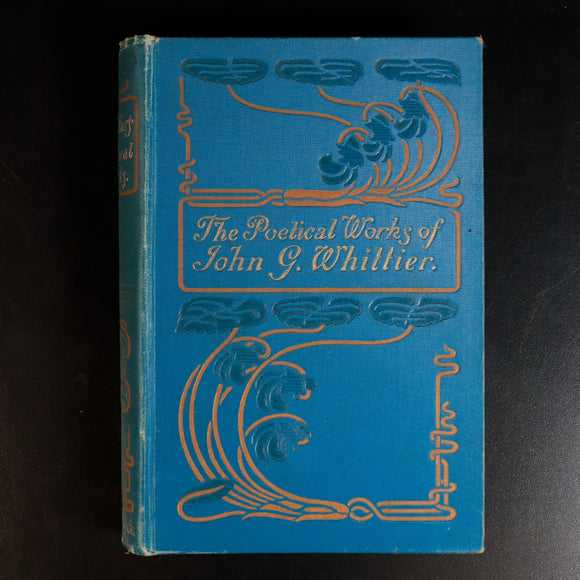 The Poetical Works of
John G. Whittier.